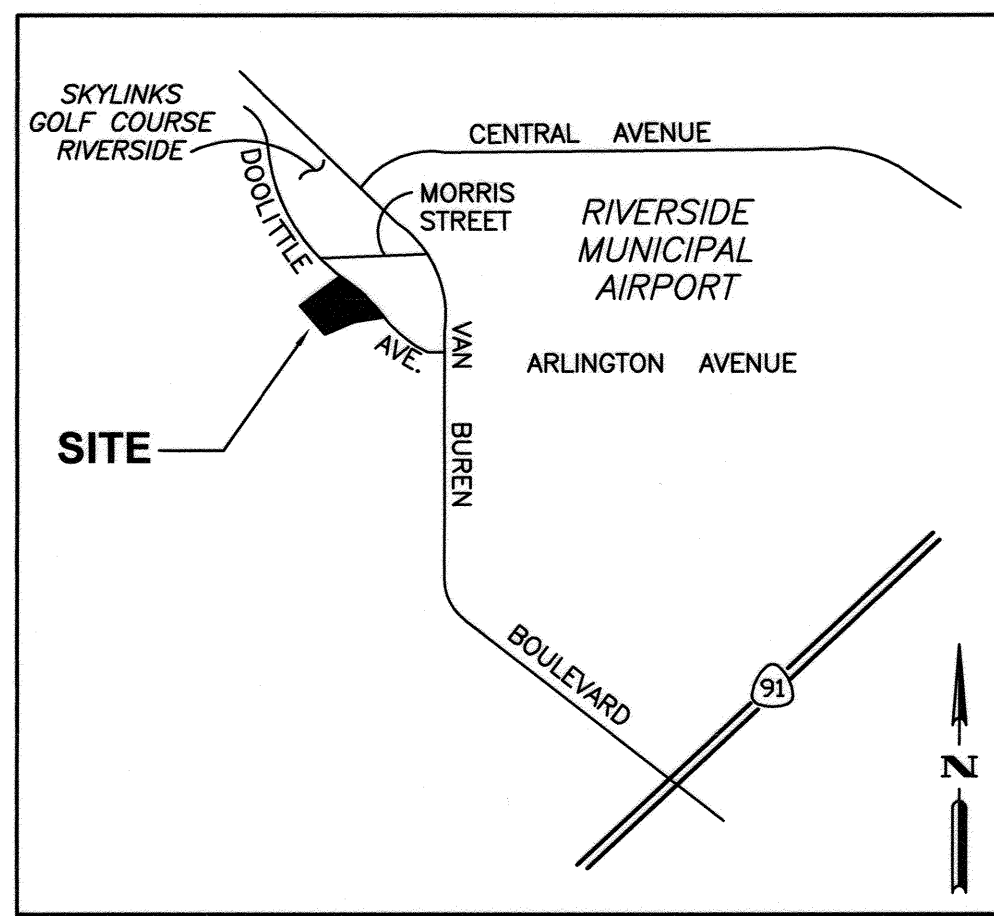 SKYLINKS
GOLF COURSE
RIVERSIDE
CENTRAL AVENUE
DOOLITTLE
MORRIS
STREET
RIVERSIDE
MUNICIPAL
AIRPORT
AVE.
VAN
ARLINGTON AVENUE
SITE
BUREN
BOULEVARD
91
N